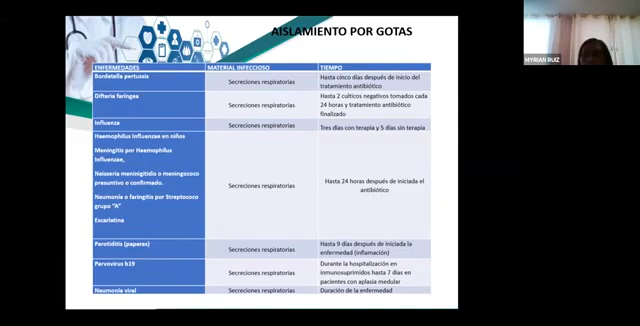 AISLAMIENTO POR GOTAS
MYRIAN RUIZ
ENFERMEDADES MATERIAL INFECCIOSO TIEMPO
Bordetella pertussis Secreciones respiratorias Hasta cinco días después de inicio del
tratamiento antibiótico
Difteria faríngea Secreciones respiratorias Hasta 2 culticos negativos tomados cada
24 horas y tratamiento antibiótico
finalizado
Influenza Secreciones respiratorias Tres días con terapia y 5 días sin terapia
Haemophilus Influenzae en niños
Meningitis por Haemophilus
Influenzae,
Neisseria meninigitidis o meningococo
presuntivo o confirmado.
Neumonía o faringitis por Streptococo
grupo "A"
Escarlatina
Secreciones respiratorias Hasta 24 horas después de iniciada el
antibiótico
Parotiditis (paperas) Secreciones respiratorias Hasta 9 días después de iniciada la
enfermedad (inflamación)
Parvovirus b19 Secreciones respiratorias Durante la hospitalización en
inmunosuprimidos hasta 7 días en
pacientes con aplasia medular
Neumonía viral Secreciones respiratorias Duración de la enfermedad